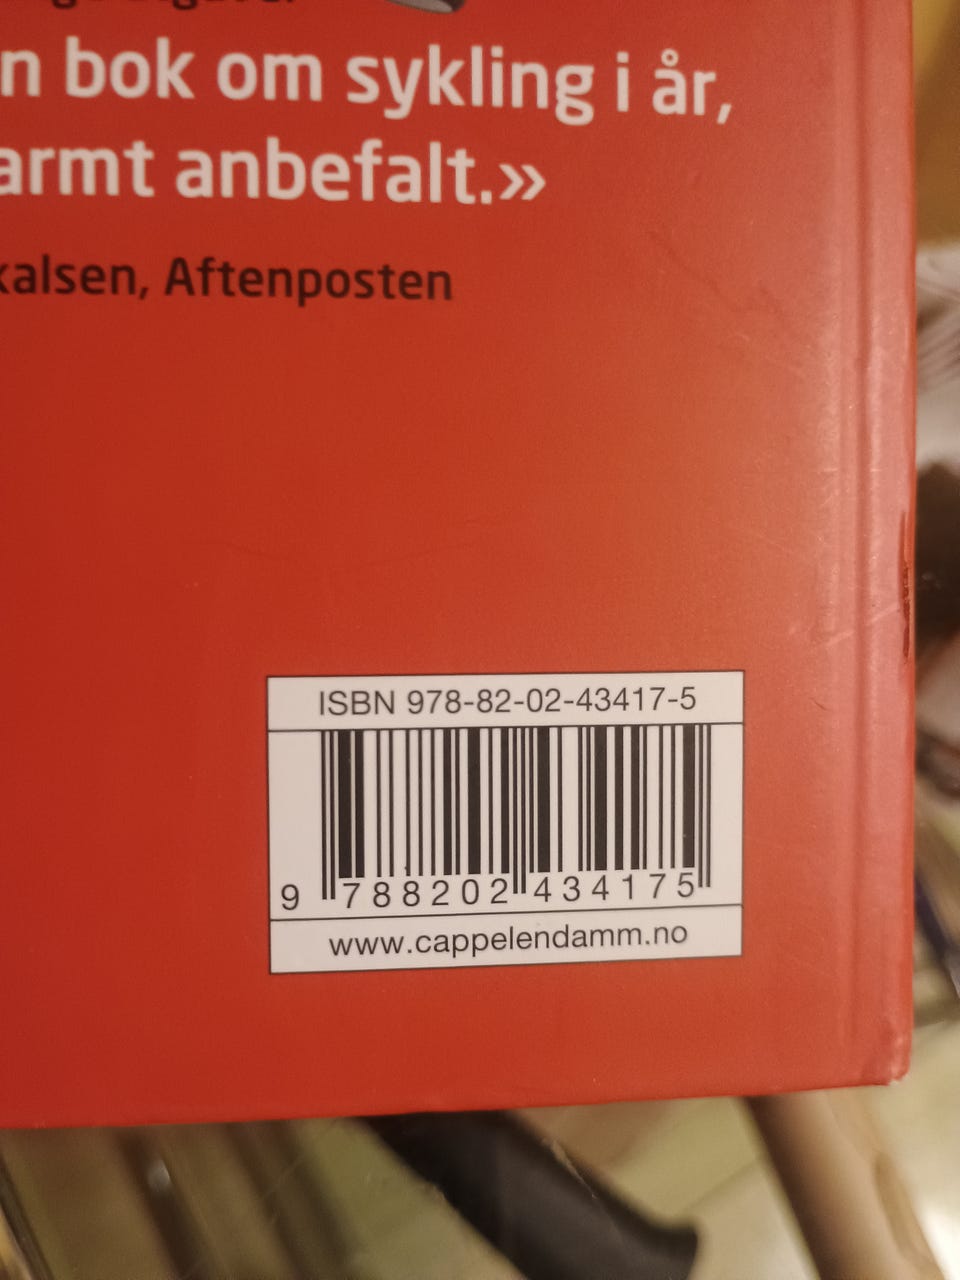 n bok om sykling i år,
armt anbefalt.»
kalsen, Aftenposten
ISBN 978-82-02-43417-5
9 788202 434175
www.cappelendamm.no